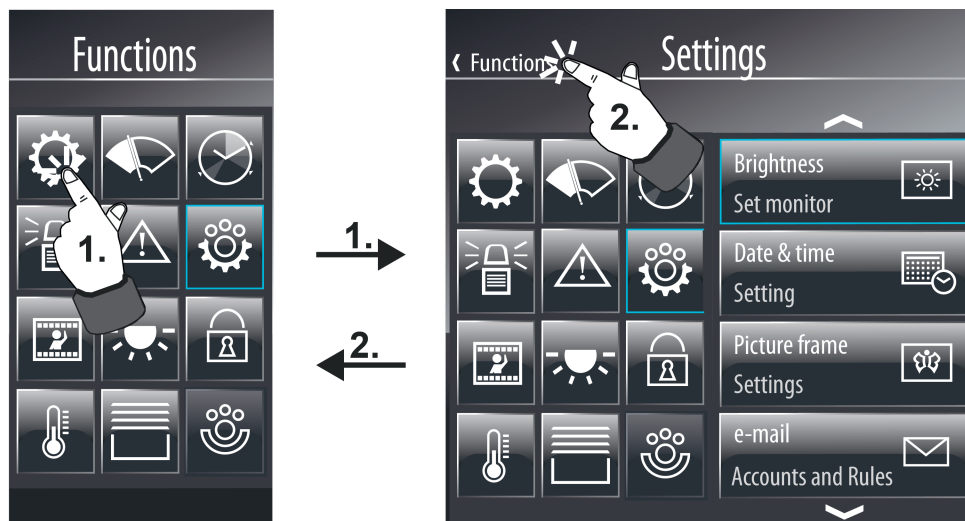 Functions
1.
1.
2.
‹ Functions
Settings
2.
Brightness
Set monitor
Date & time
Setting
Picture frame
Settings
e-mail
Accounts and Rules